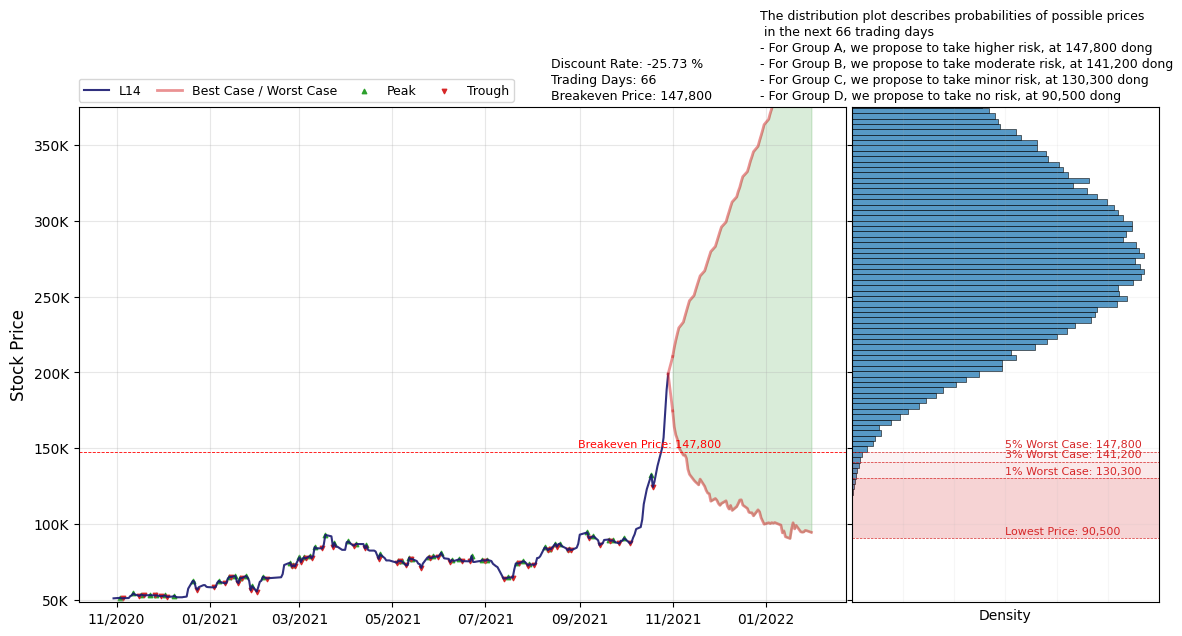 The distribution plot describes probabilities of possible prices
in the next 66 trading days
- For Group A, we propose to take higher risk, at 147,800 dong
- For Group B, we propose to take moderate risk, at 141,200 dong
- For Group C, we propose to take minor risk, at 130,300 dong
- For Group D, we propose to take no risk, at 90,500 dong
Discount Rate: -25.73 %
Trading Days: 66
Breakeven Price: 147,800
L14 Best Case / Worst Case Peak Trough
Stock Price
350K
300K
250K
200K
150K
100K
50K
Breakeven Price: 147,800
11/2020 01/2021 03/2021 05/2021 07/2021 09/2021 11/2021 01/2022
5% Worst Case: 147,800
3% Worst Case: 141,200
1% Worst Case: 130,300
Lowest Price: 90,500
Density